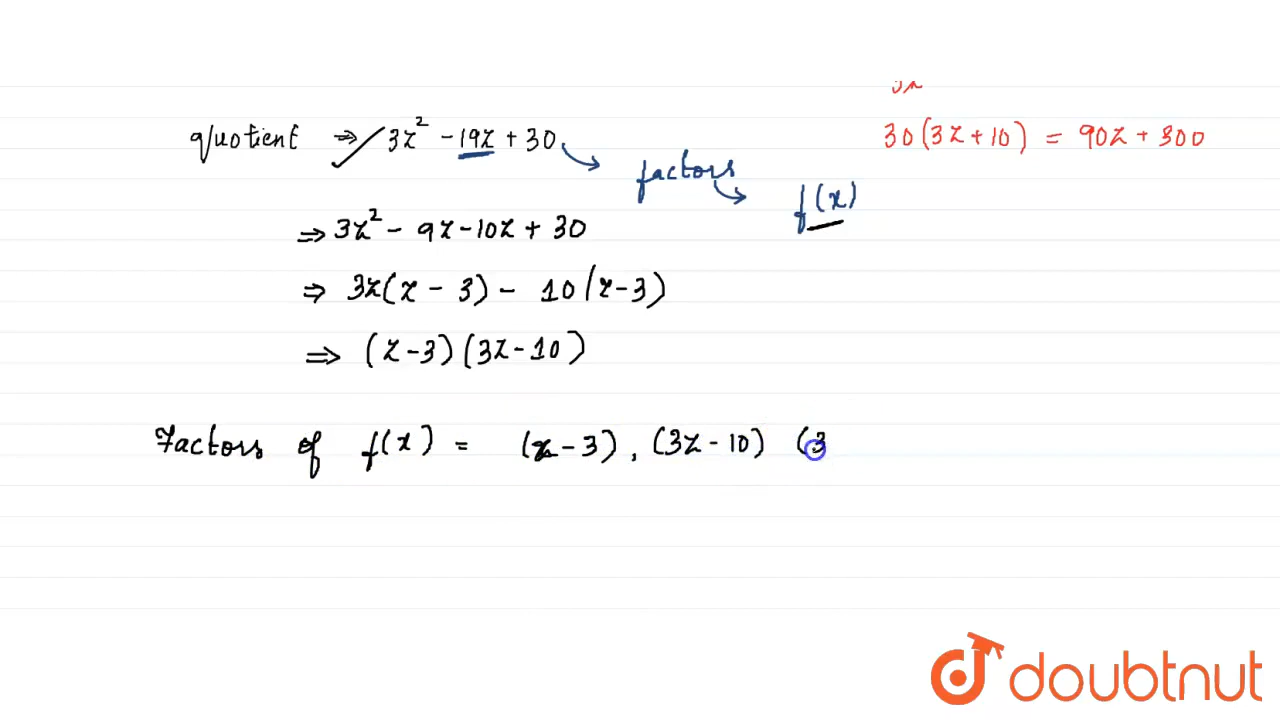 30(3x+10) = 90x + 300
quotient ⇒ 3x² - 19x + 30
factors
f(x)
⇒ 3x² - 9x - 10x + 30
⇒ 3x(x - 3) - 10(x-3)
⇒ (x-3)(3x-10)
Factors of f(x) = (x-3), (3x-10) (3
doubtnut